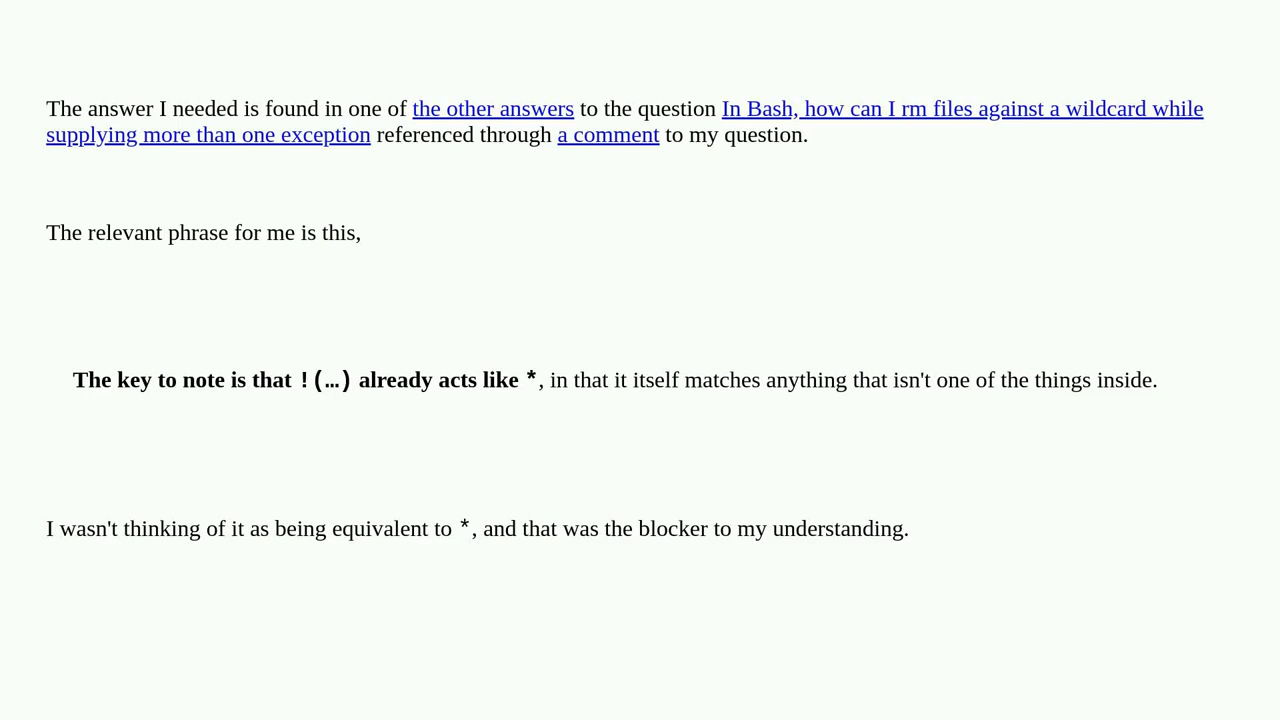 The answer I needed is found in one of the other answers to the question In Bash, how can I rm files against a wildcard while
supplying more than one exception referenced through a comment to my question.
The relevant phrase for me is this,
The key to note is that !(…) already acts like *, in that it itself matches anything that isn't one of the things inside.
I wasn't thinking of it as being equivalent to *, and that was the blocker to my understanding.